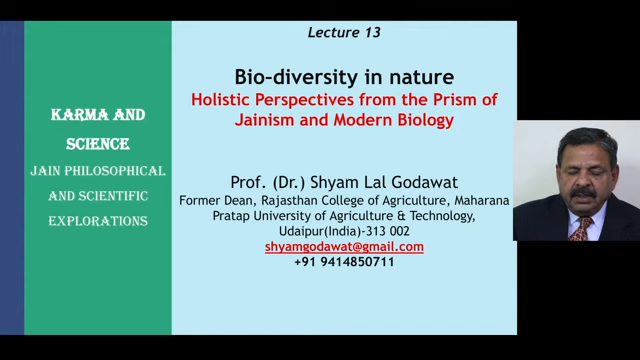 Lecture 13
KARMA AND
SCIENCE
JAIN PHILOSOPHICAL
AND SCIENTIFIC
EXPLORATIONS
Bio-diversity in nature
Holistic Perspectives from the Prism of
Jainism and Modern Biology
Prof. (Dr.) Shyam Lal Godawat
Former Dean, Rajasthan College of Agriculture, Maharana
Pratap University of Agriculture & Technology,
Udaipur(India)-313 002
shyamgodawat@gmail.com
+91 9414850711